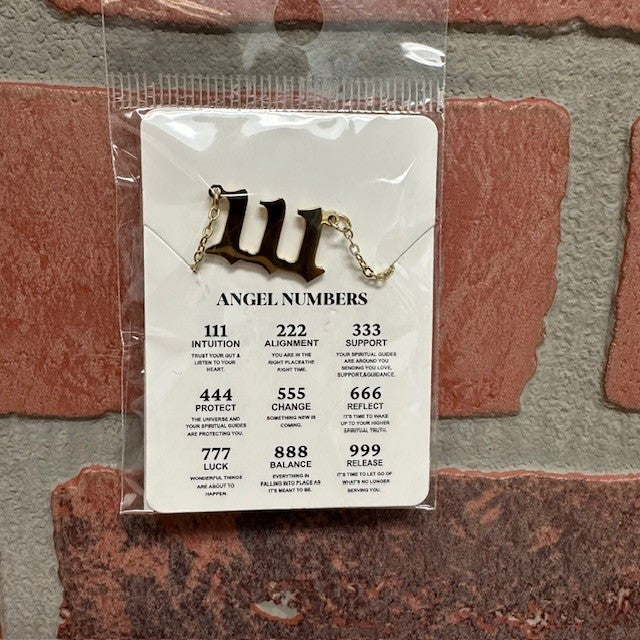 111
ANGEL NUMBERS
111 222 333
INTUITION ALIGNMENT SUPPORT
TRUST YOUR GUT & YOU ARE IN THE YOUR SPIRITUAL GUIDES
LISTEN TO YOUR RIGHT PLACE&THE ARE AROUND YOU
HEART. RIGHT TIME. SENDING YOU LOVE,
SUPPORT,&GUIDANCE.
444 555 666
PROTECT CHANGE REFLECT
THE UNIVERSE AND SOMETHING NEW IS IT'S TIME TO WAKE
YOUR SPIRITUAL GUIDES COMING. UP TO YOUR HIGHER
ARE PROTECTING YOU. SPIRITUAL TRUTH.
777 888 999
LUCK BALANCE RELEASE
WONDERFUL THINGS EVERYTHING IN IT'S TIME TO LET GO OF
ARE ABOUT TO FALLING INTO PLACE AS WHAT'S NO LONGER
HAPPEN. IT'S MEANT TO BE. SERVING YOU.